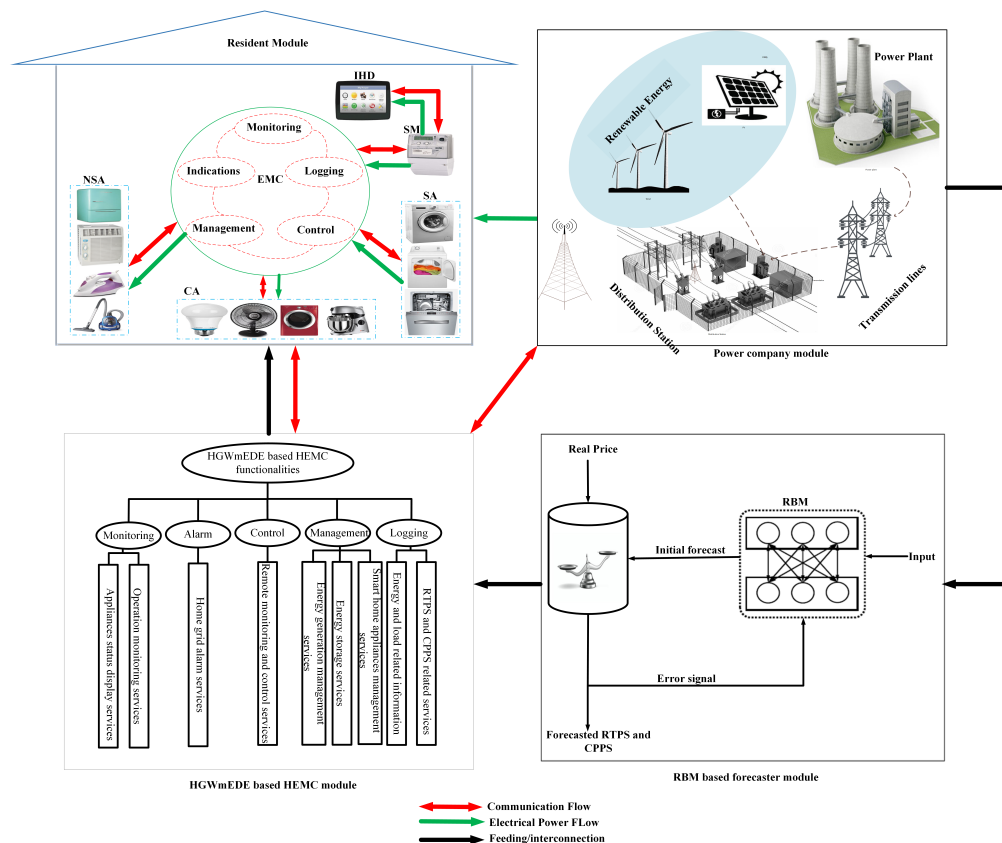 Resident Module
IHD
SM
Monitoring
Indications
EMC
Logging
Management
Control
NSA
SA
CA
Renewable Energy
Power Plant
Distribution Station
Transmission lines
Power company module
HGWmEDE based HEMC
functionalities
Monitoring
Alarm
Control
Management
Logging
Appliances status display services
Operation monitoring services
Home grid alarm services
Remote monitoring and control services
Energy generation management
services
Energy storage services
Smart home appliances management
services
Energy and load related information
RTPS and CPPS related services
HGWmEDE based HEMC module
Real Price
RBM
Initial forecast
Input
Error signal
Forecasted RTPS and
CPPS
RBM based forecaster module
Communication Flow
Electrical Power FLow
Feeding/interconnection